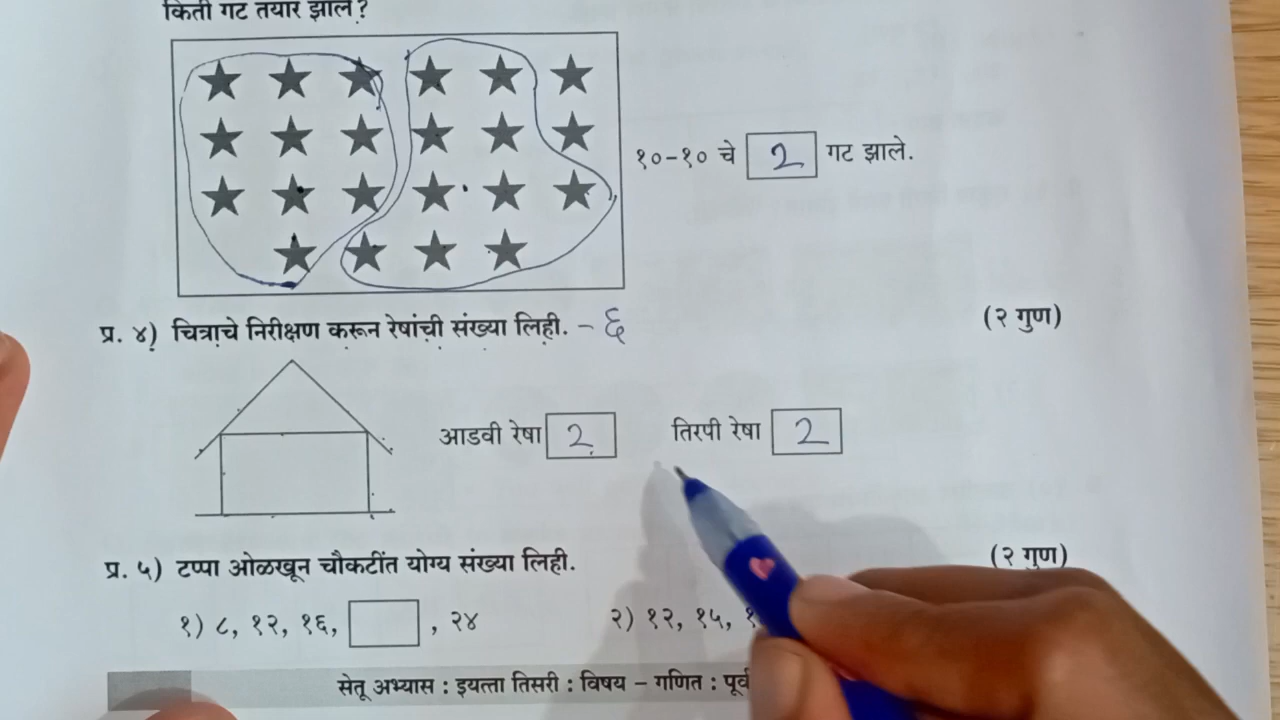 किती गट तयार झाले?
१०-१० चे 2 गट झाले.
प्र. ४) चित्राचे निरीक्षण करून रेषांची संख्या लिही. - ६ (२ गुण)
आडवी रेषा 2 तिरपी रेषा 2
प्र. ५) टप्पा ओळखून चौकटींत योग्य संख्या लिही. (२ गुण)
१) ८, १२, १६, , २४ २) १२, १५,
सेतू अभ्यास : इयत्ता तिसरी : विषय – गणित : पूर्व